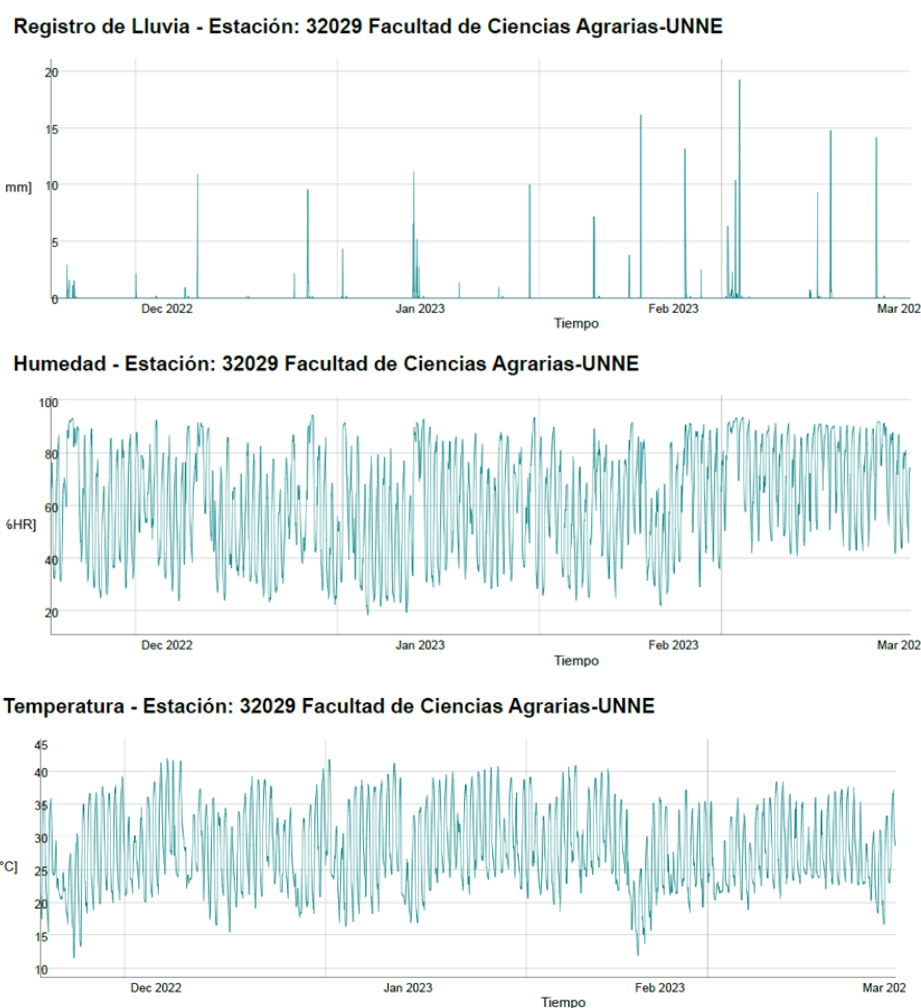 Registro de Lluvia - Estación: 32029 Facultad de Ciencias Agrarias-UNNE
20
15
mm] 10
5
0
Dec 2022 Jan 2023 Feb 2023 Mar 202
Tiempo
Humedad - Estación: 32029 Facultad de Ciencias Agrarias-UNNE
100
80
60
%HR]
40
20
Dec 2022 Jan 2023 Feb 2023 Mar 202
Tiempo
Temperatura - Estación: 32029 Facultad de Ciencias Agrarias-UNNE
45
40
35
30
°C] 25
20
15
10
Dec 2022 Jan 2023 Feb 2023 Mar 202
Tiempo